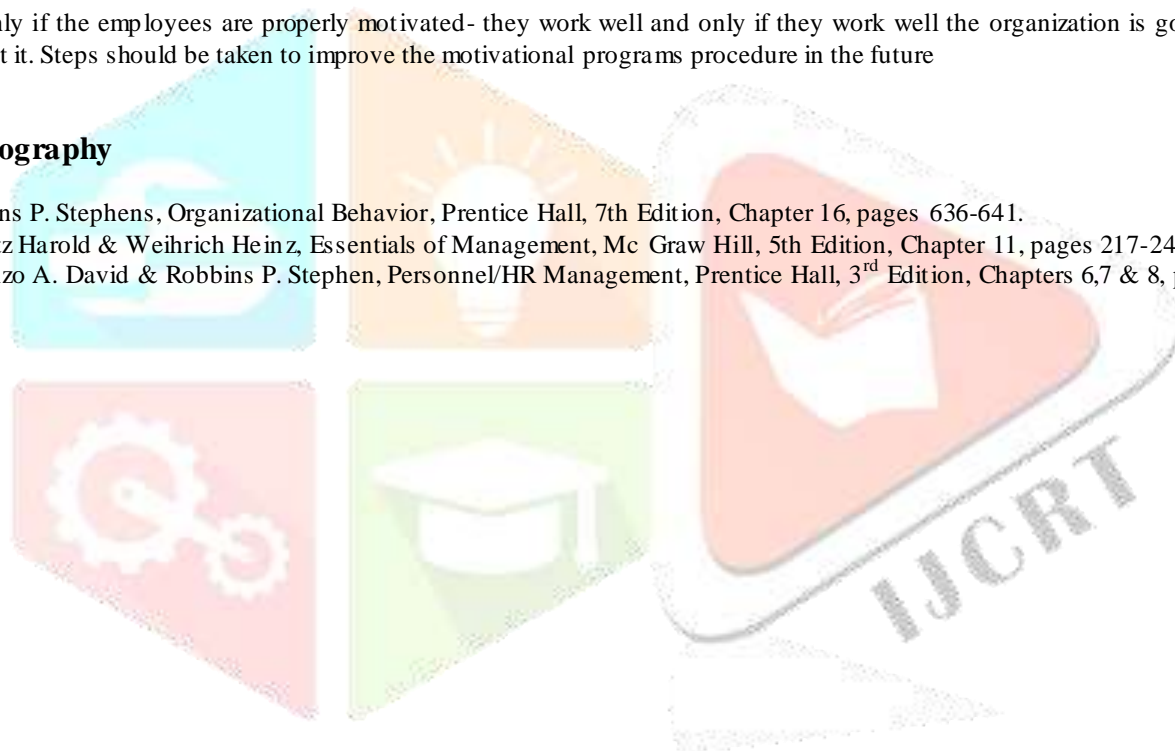 nly if the employees are properly motivated- they work well and only if they work well the organization is go
t it. Steps should be taken to improve the motivational programs procedure in the future
ography
ns P. Stephens, Organizational Behavior, Prentice Hall, 7th Edition, Chapter 16, pages 636-641.
tz Harold & Weihrich Heinz, Essentials of Management, Mc Graw Hill, 5th Edition, Chapter 11, pages 217-24
nzo A. David & Robbins P. Stephen, Personnel/HR Management, Prentice Hall, 3rd Edition, Chapters 6,7 & 8, p
IJCRT